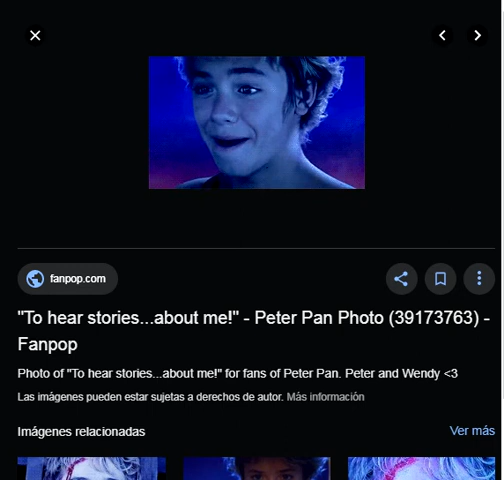 fanpop.com
"To hear stories...about me!" - Peter Pan Photo (39173763) -
Fanpop
Photo of "To hear stories...about me!" for fans of Peter Pan. Peter and Wendy <3
Las imágenes pueden estar sujetas a derechos de autor. Más información
Imágenes relacionadas
Ver más